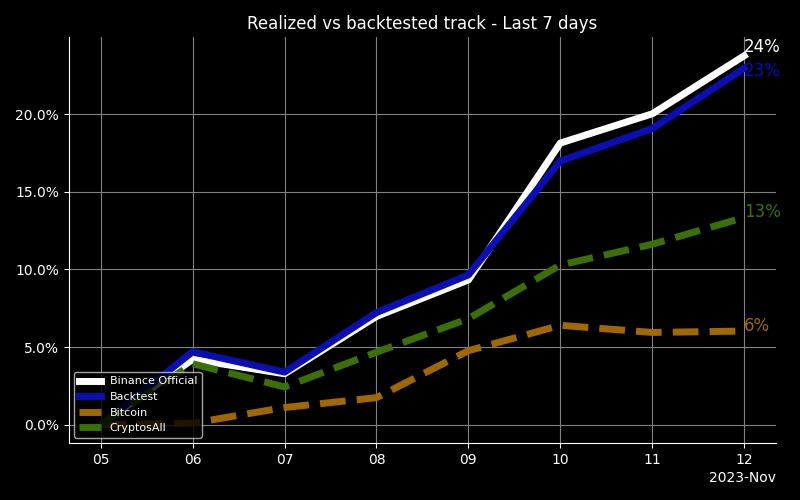 Realized vs backtested track - Last 7 days
24%
23%
20.0%
15.0%
13%
10.0%
6%
5.0%
0.0%
Binance Official
Backtest
Bitcoin
CryptosAll
05 06 07 08 09 10 11 12
2023-Nov